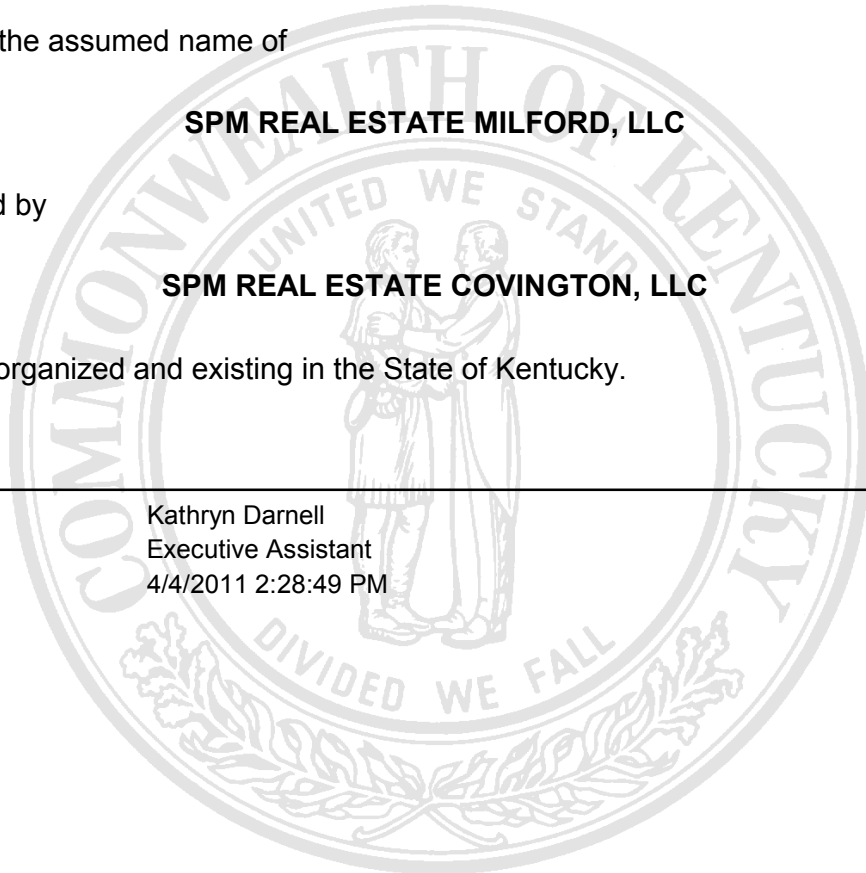 the assumed name of
SPM REAL ESTATE MILFORD, LLC
d by
SPM REAL ESTATE COVINGTON, LLC
organized and existing in the State of Kentucky.
Kathryn Darnell
Executive Assistant
4/4/2011 2:28:49 PM
COMMONWEALTH OF KENTUCKY
UNITED WE STAND
DIVIDED WE FALL